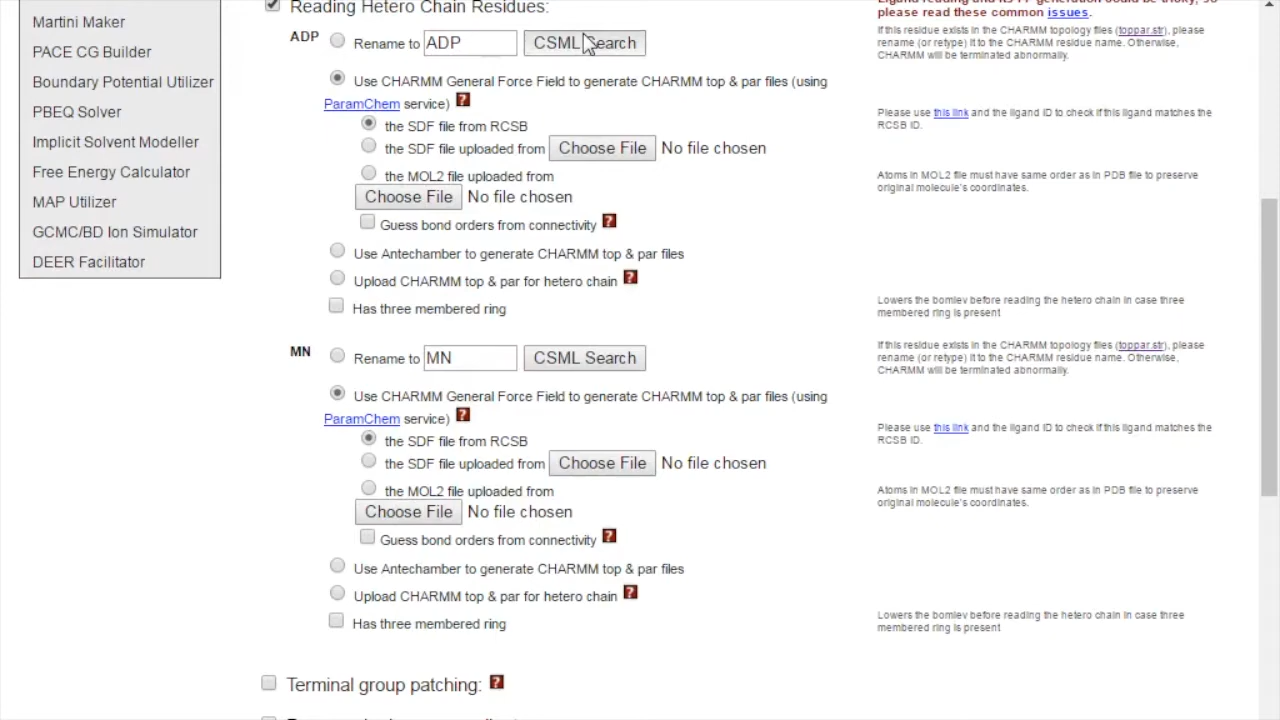 Martini Maker
PACE CG Builder
Boundary Potential Utilizer
PBEQ Solver
Implicit Solvent Modeller
Free Energy Calculator
MAP Utilizer
GCMC/BD Ion Simulator
DEER Facilitator
Reading Hetero Chain Residues:
please read these common issues.
ADP
Rename to ADP CSML Search
If this residue exists in the CHARMM topology files (toppar.str), please
rename (or retype) it to the CHARMM residue name. Otherwise,
CHARMM will be terminated abnormally.
Use CHARMM General Force Field to generate CHARMM top & par files (using
ParamChem service) ?
Please use this link and the ligand ID to check if this ligand matches the
RCSB ID.
the SDF file from RCSB
the SDF file uploaded from Choose File No file chosen
the MOL2 file uploaded from
Choose File No file chosen
Atoms in MOL2 file must have same order as in PDB file to preserve
original molecule's coordinates.
Guess bond orders from connectivity ?
Use Antechamber to generate CHARMM top & par files
Upload CHARMM top & par for hetero chain ?
Has three membered ring
Lowers the bomlev before reading the hetero chain in case three
membered ring is present
MN
Rename to MN CSML Search
If this residue exists in the CHARMM topology files (toppar.str), please
rename (or retype) it to the CHARMM residue name. Otherwise,
CHARMM will be terminated abnormally.
Use CHARMM General Force Field to generate CHARMM top & par files (using
ParamChem service) ?
Please use this link and the ligand ID to check if this ligand matches the
RCSB ID.
the SDF file from RCSB
the SDF file uploaded from Choose File No file chosen
the MOL2 file uploaded from
Choose File No file chosen
Atoms in MOL2 file must have same order as in PDB file to preserve
original molecule's coordinates.
Guess bond orders from connectivity ?
Use Antechamber to generate CHARMM top & par files
Upload CHARMM top & par for hetero chain ?
Has three membered ring
Lowers the bomlev before reading the hetero chain in case three
membered ring is present
Terminal group patching: ?